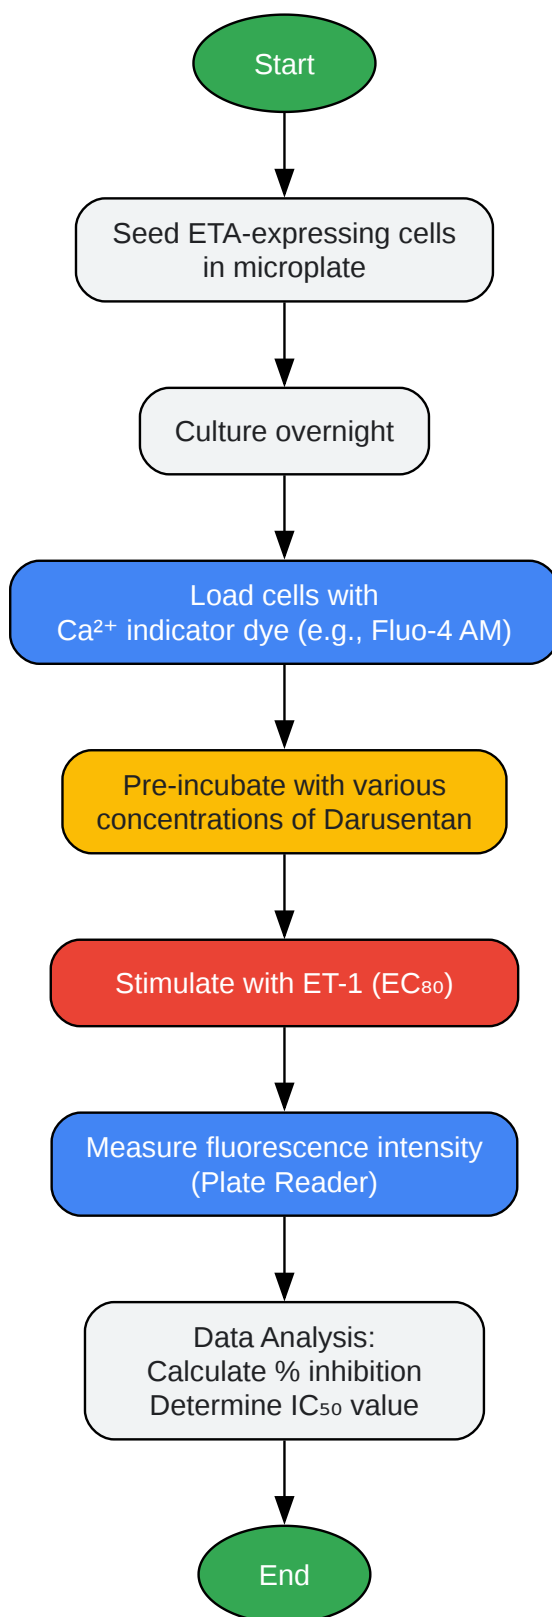 Start
Seed ETA-expressing cells
in microplate
Culture overnight
Load cells with
Ca²⁺ indicator dye (e.g., Fluo-4 AM)
Pre-incubate with various
concentrations of Darusentan
Stimulate with ET-1 (EC₈₀)
Measure fluorescence intensity
(Plate Reader)
Data Analysis:
Calculate % inhibition
Determine IC₅₀ value
End